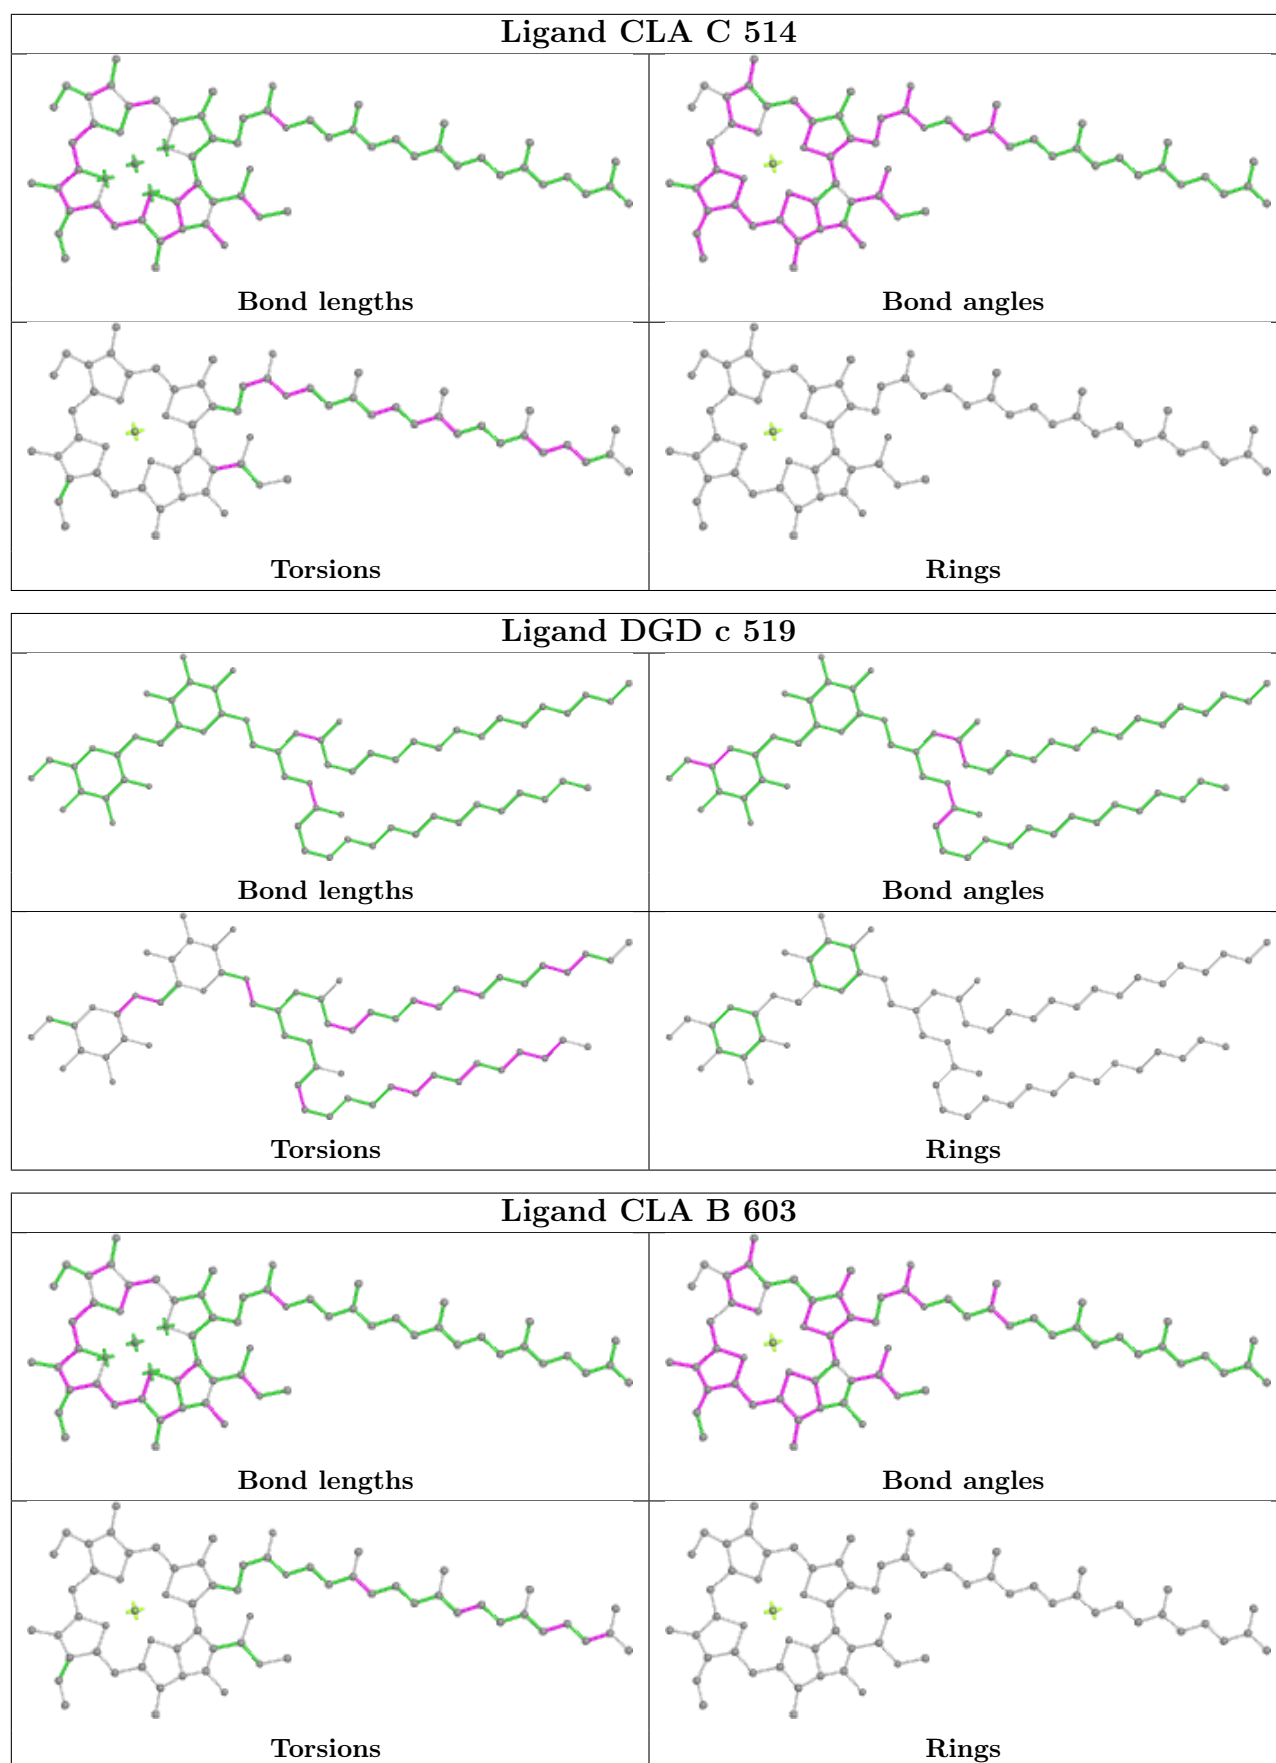 Ligand CLA C 514
Bond lengths
Bond angles
Torsions
Rings
Ligand DGD c 519
Bond lengths
Bond angles
Torsions
Rings
Ligand CLA B 603
Bond lengths
Bond angles
Torsions
Rings